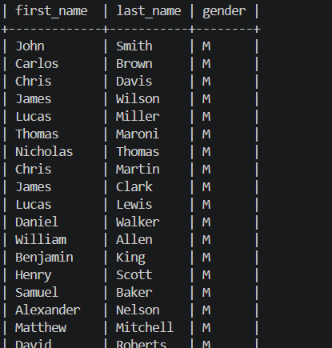 | first_name | last_name | gender |
+------------+-----------+--------+
| John | Smith | M |
| Carlos | Brown | M |
| Chris | Davis | M |
| James | Wilson | M |
| Lucas | Miller | M |
| Thomas | Maroni | M |
| Nicholas | Thomas | M |
| Chris | Martin | M |
| James | Clark | M |
| Lucas | Lewis | M |
| Daniel | Walker | M |
| William | Allen | M |
| Benjamin | King | M |
| Henry | Scott | M |
| Samuel | Baker | M |
| Alexander | Nelson | M |
| Matthew | Mitchell | M |
| David | Roberts | M |